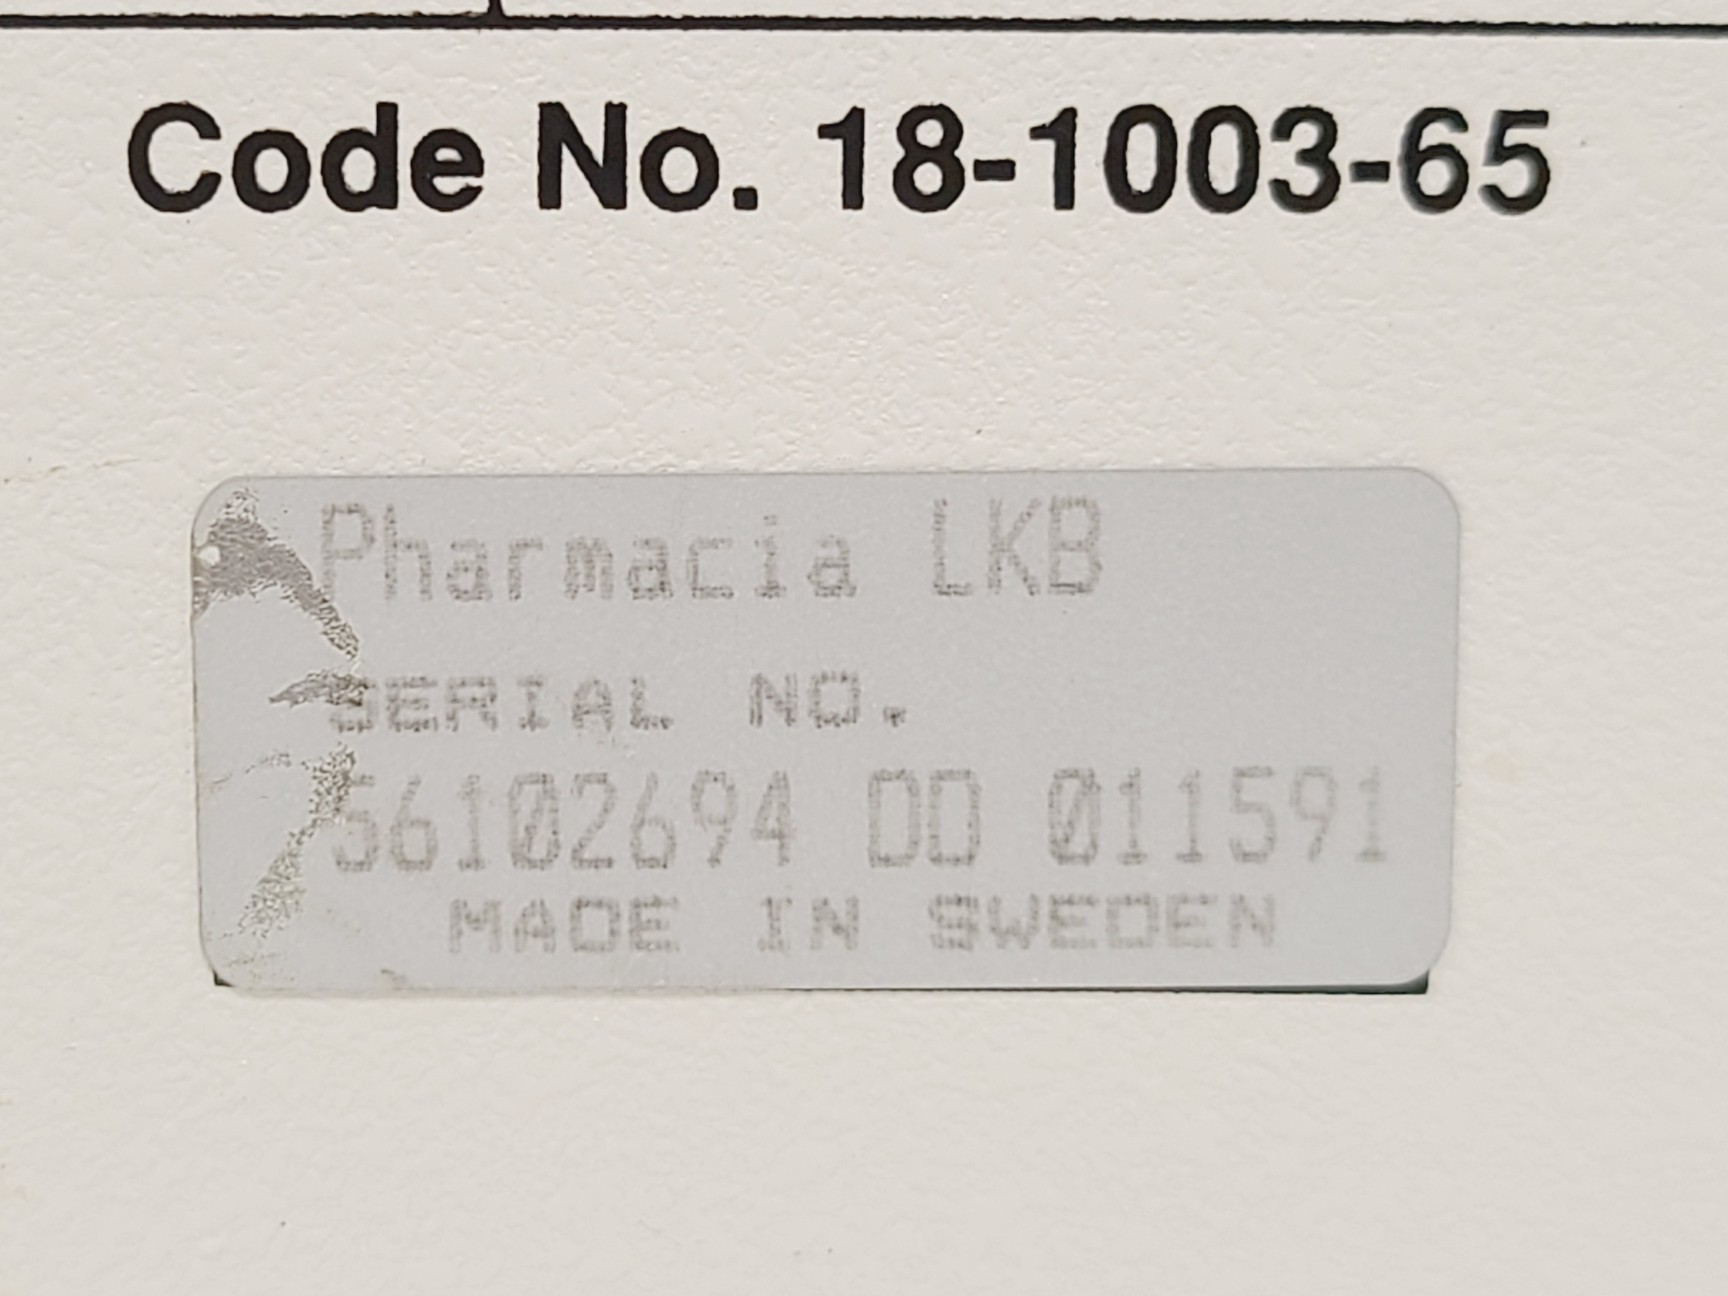 Code No. 18-1003-65
Pharmacia LKB
SERIAL NO.
56102694 DD 011591
MADE IN SWEDEN